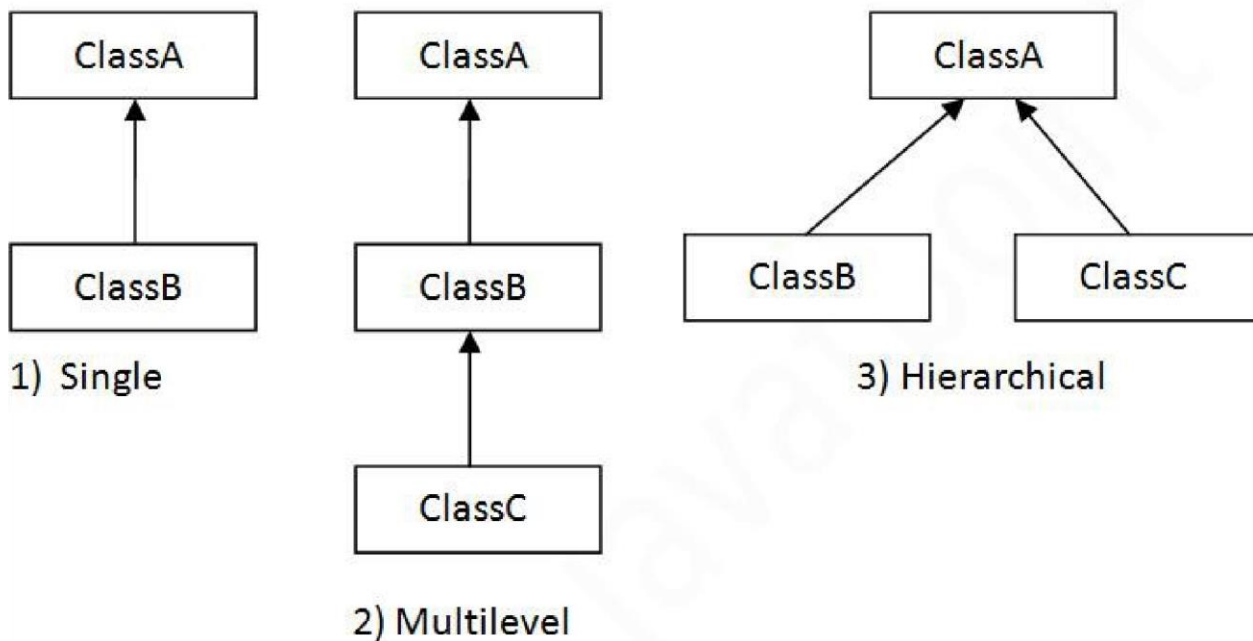 ClassA
ClassB
1) Single
ClassA
ClassB
ClassC
2) Multilevel
ClassA
ClassB
ClassC
3) Hierarchical